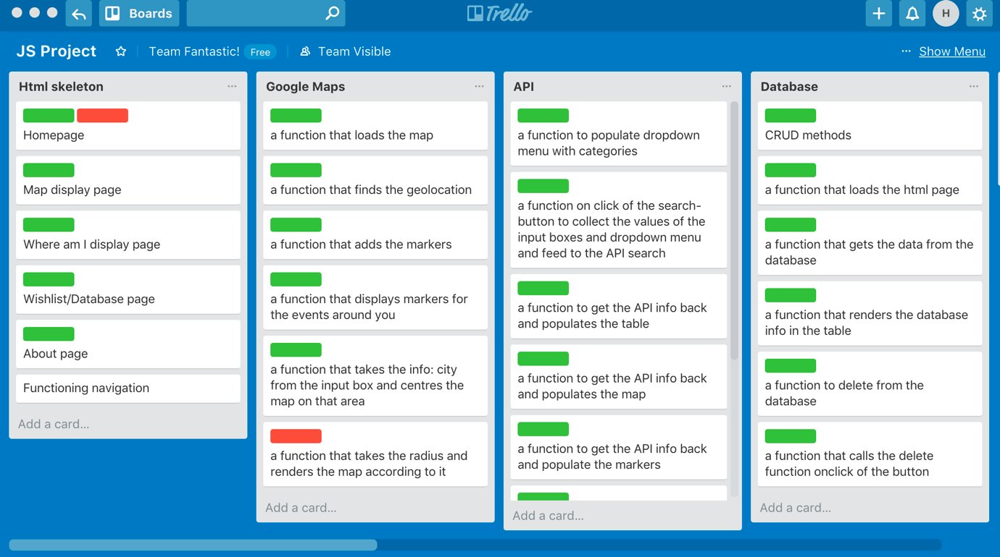 Boards
Trello
H
JS Project
Team Fantastic!
Free
Team Visible
... Show Menu
Html skeleton
...
Homepage
Map display page
Where am I display page
Wishlist/Database page
About page
Functioning navigation
Add a card...
Google Maps
...
a function that loads the map
a function that finds the geolocation
a function that adds the markers
a function that displays markers for
the events around you
a function that takes the info: city
from the input box and centres the
map on that area
a function that takes the radius and
renders the map according to it
Add a card...
API
...
a function to populate dropdown
menu with categories
a function on click of the search-
button to collect the values of the
input boxes and dropdown menu
and feed to the API search
a function to get the API info back
and populates the table
a function to get the API info back
and populates the map
a function to get the API info back
and populate the markers
Add a card...
Database
...
CRUD methods
a function that loads the html page
a function that gets the data from the
database
a function that renders the database
info in the table
a function to delete from the
database
a function that calls the delete
function onclick of the button
Add a card...